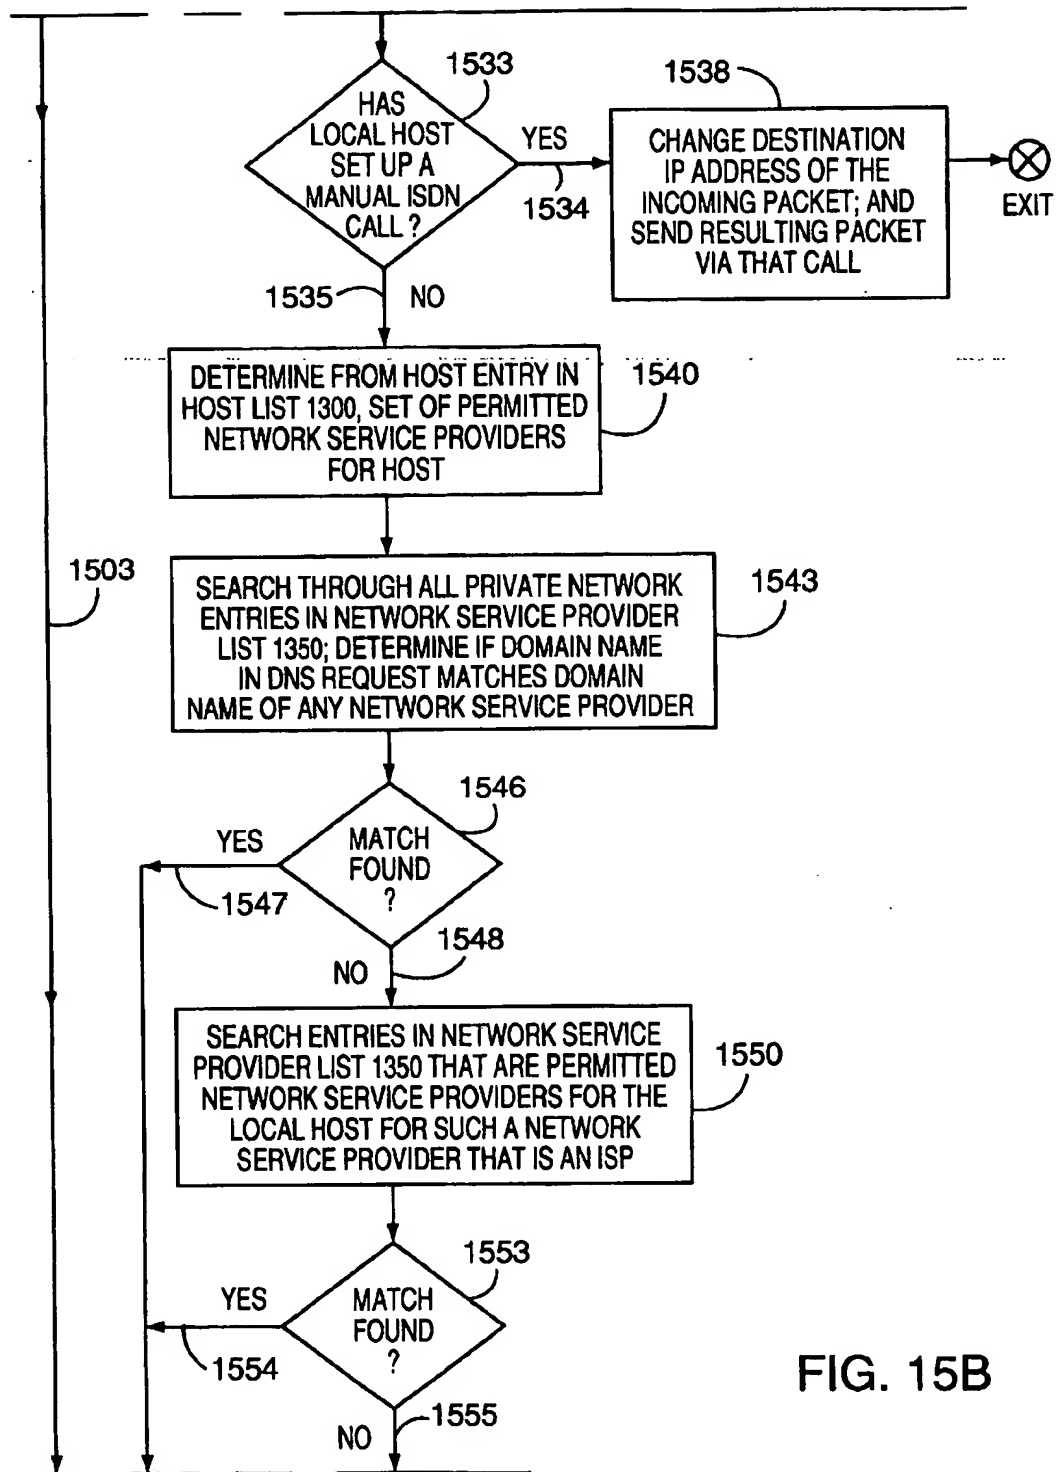 1533
HAS
LOCAL HOST
SET UP A
MANUAL ISDN
CALL ?
YES
1534
1538
CHANGE DESTINATION
IP ADDRESS OF THE
INCOMING PACKET; AND
SEND RESULTING PACKET
VIA THAT CALL
EXIT
1535
NO
DETERMINE FROM HOST ENTRY IN
HOST LIST 1300, SET OF PERMITTED
NETWORK SERVICE PROVIDERS
FOR HOST
1540
1503
SEARCH THROUGH ALL PRIVATE NETWORK
ENTRIES IN NETWORK SERVICE PROVIDER
LIST 1350; DETERMINE IF DOMAIN NAME
IN DNS REQUEST MATCHES DOMAIN
NAME OF ANY NETWORK SERVICE PROVIDER
1543
1546
MATCH
FOUND
?
YES
1547
1548
NO
SEARCH ENTRIES IN NETWORK SERVICE
PROVIDER LIST 1350 THAT ARE PERMITTED
NETWORK SERVICE PROVIDERS FOR THE
LOCAL HOST FOR SUCH A NETWORK
SERVICE PROVIDER THAT IS AN ISP
1550
1553
MATCH
FOUND
?
YES
1554
1555
NO
FIG. 15B